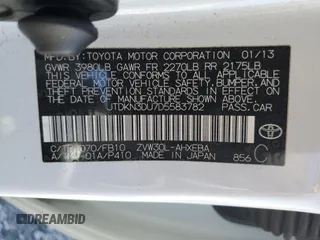 MFD.BY:TOYOTA MOTOR CORPORATION 01/13
GVWR 3980LB GAWR FR 2270LB RR 2175LB
THIS VEHICLE CONFORMS TO ALL APPLICABLE
FEDERAL MOTOR VEHICLE SAFETY, BUMPER, AND
THEFT PREVENTION STANDARDS IN EFFECT ON
THE DATE OF MANUFACTURE SHOWN ABOVE.
JTDKN3DU7D5583782 PASS.CAR
C/TR: 070/FB10 ZVW30L-AHXEBA
A/TM: -01A/P410 MADE IN JAPAN 856
C
TOYOTA